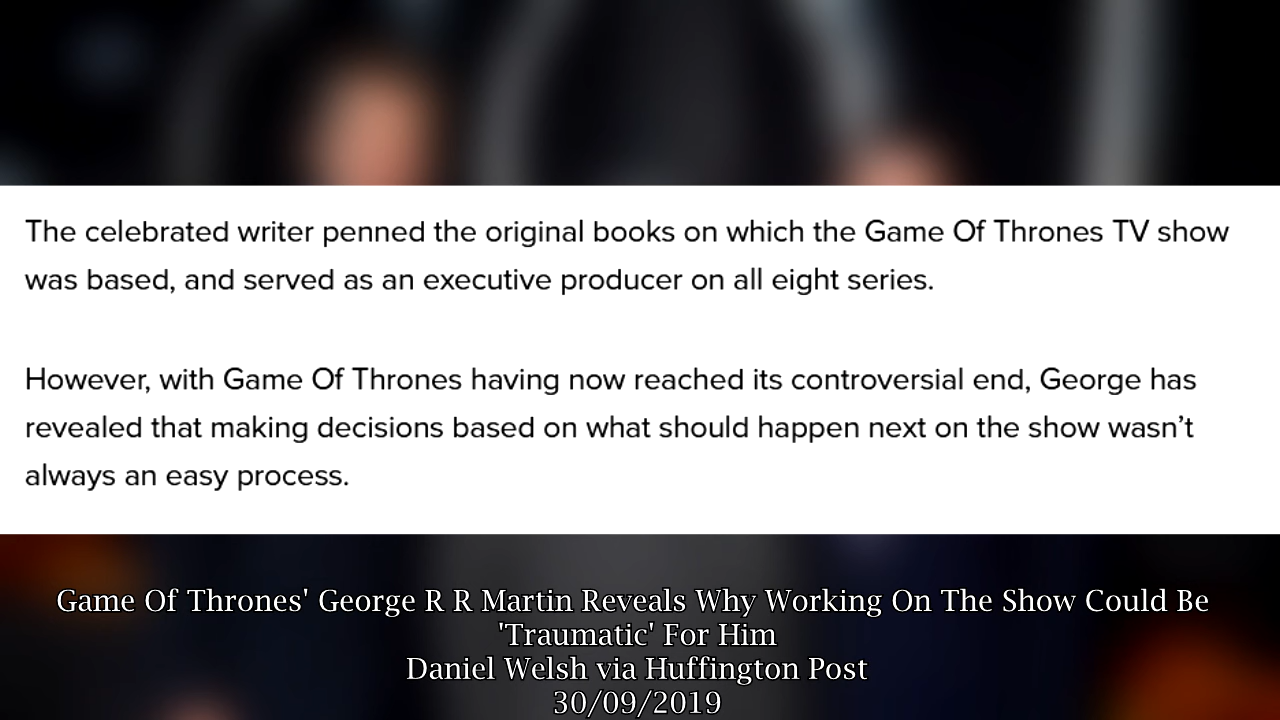 The celebrated writer penned the original books on which the Game Of Thrones TV show
was based, and served as an executive producer on all eight series.
However, with Game Of Thrones having now reached its controversial end, George has
revealed that making decisions based on what should happen next on the show wasn’t
always an easy process.
Game Of Thrones' George R R Martin Reveals Why Working On The Show Could Be
'Traumatic' For Him
Daniel Welsh via Huffington Post
30/09/2019